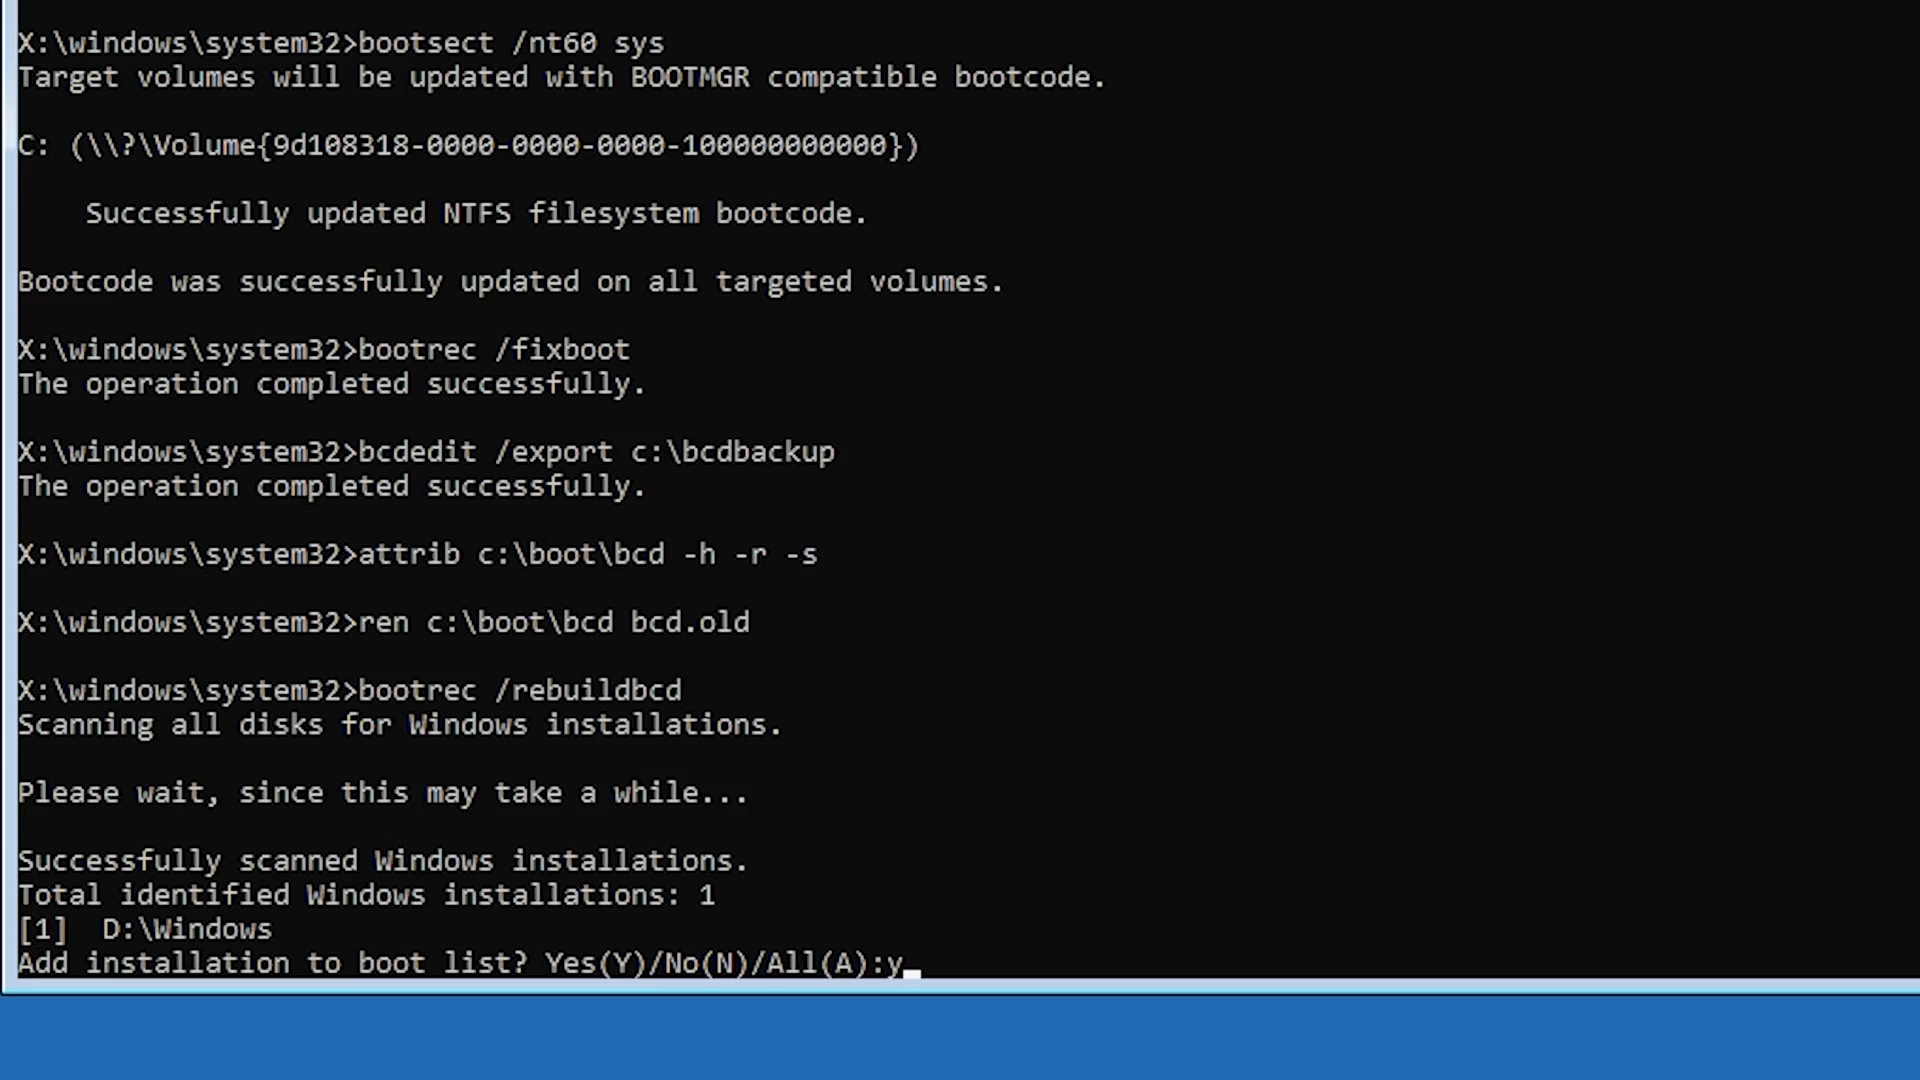 X:\windows\system32>bootsect /nt60 sys
Target volumes will be updated with BOOTMGR compatible bootcode.
C: (\\?\Volume{9d108318-0000-0000-0000-100000000000})
Successfully updated NTFS filesystem bootcode.
Bootcode was successfully updated on all targeted volumes.
X:\windows\system32>bootrec /fixboot
The operation completed successfully.
X:\windows\system32>bcdedit /export c:\bcdbackup
The operation completed successfully.
X:\windows\system32>attrib c:\boot\bcd -h -r -s
X:\windows\system32>ren c:\boot\bcd bcd.old
X:\windows\system32>bootrec /rebuildbcd
Scanning all disks for Windows installations.
Please wait, since this may take a while...
Successfully scanned Windows installations.
Total identified Windows installations: 1
[1]  D:\Windows
Add installation to boot list? Yes(Y)/No(N)/All(A):y